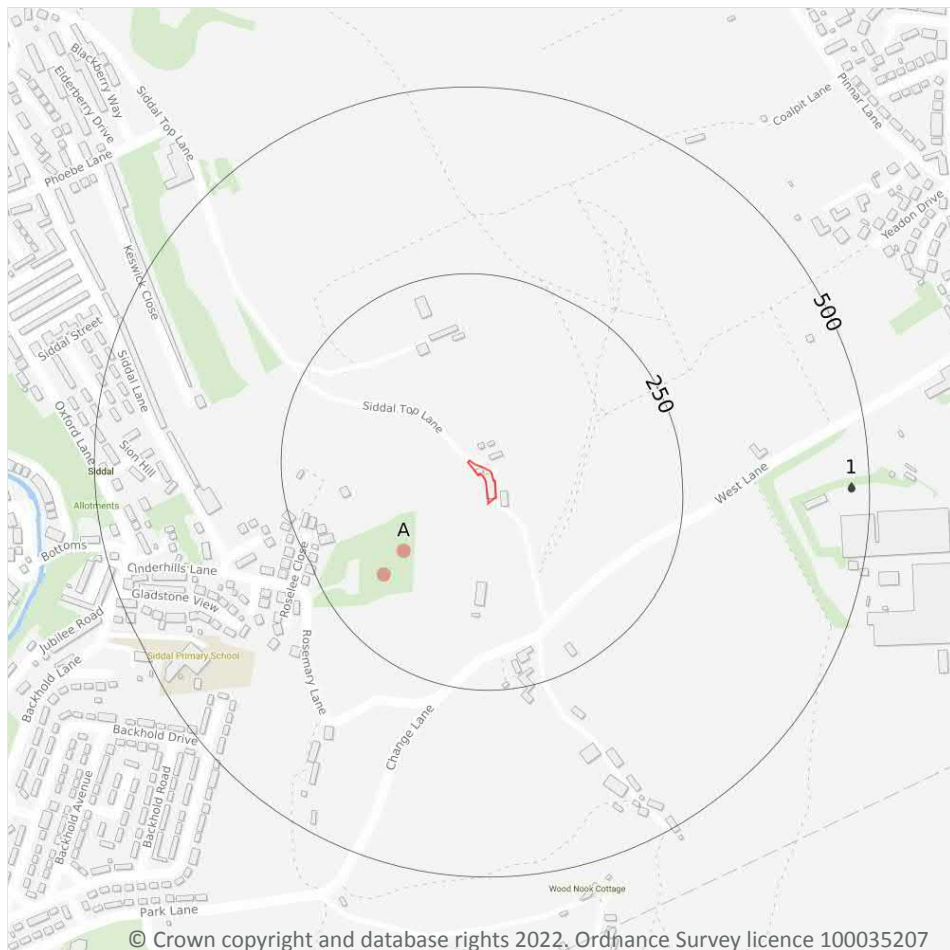 Blackberry Way
Elderberry Drive
Siddal Top Lane
Phoebe Lane
Coalpit Lane
Pinnar Lane
Yeadon Drive
Keswick Close
Siddal Street
Siddal Lane
500
250
Siddal Top Lane
Oxford Lane
Sion Hill
Siddal
Allotments
West Lane
1
A
Bottoms
Cinderhills Lane
Gladstone View
Roselee Close
Jubilee Road
Siddal Primary School
Rosemary Lane
Backhold Lane
Backhold Drive
Change Lane
Backhold Avenue
Backhold Road
Wood Nook Cottage
Park Lane
© Crown copyright and database rights 2022. Ordnance Survey licence 100035207